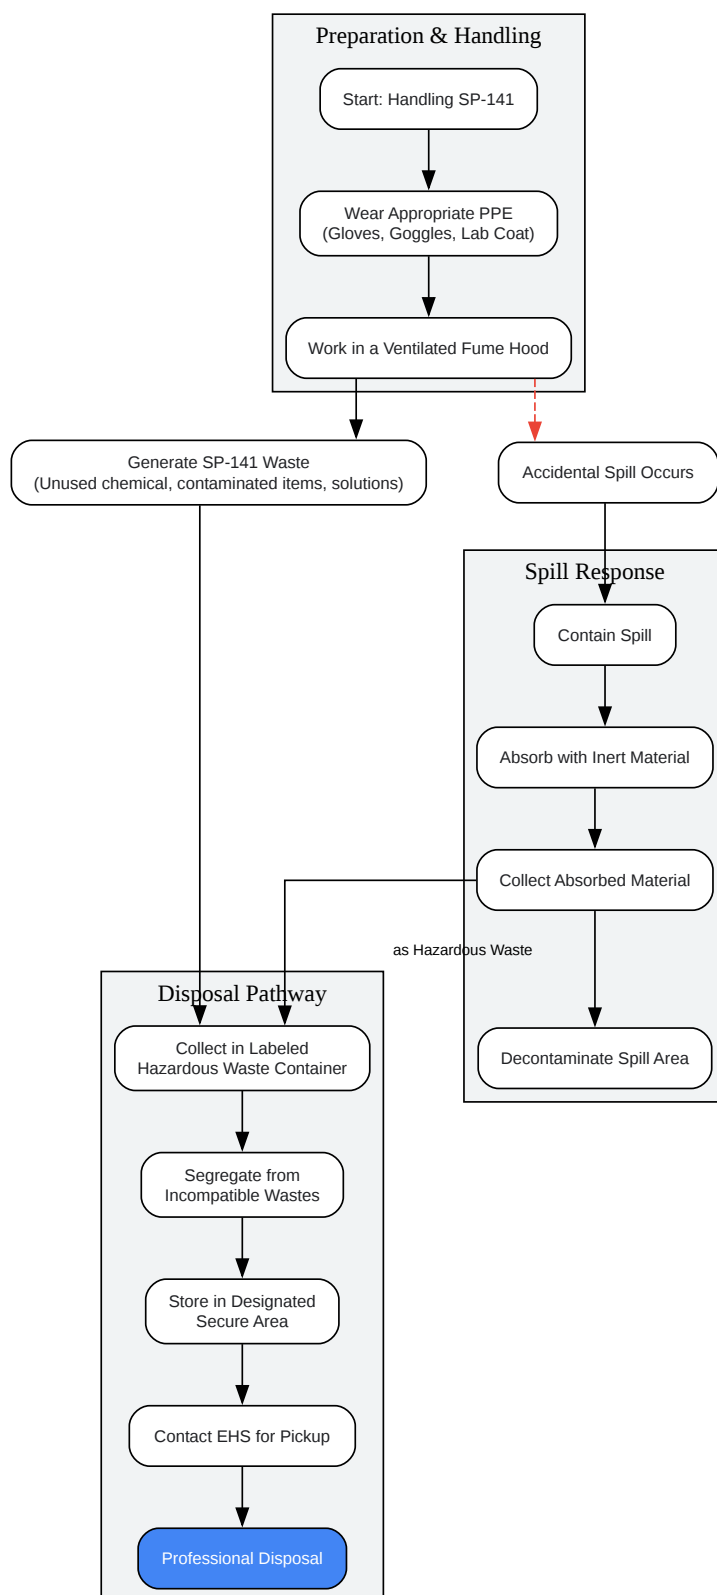 Preparation & Handling
Start: Handling SP-141
Wear Appropriate PPE
(Gloves, Goggles, Lab Coat)
Work in a Ventilated Fume Hood
Generate SP-141 Waste
(Unused chemical, contaminated items, solutions)
Accidental Spill Occurs
Spill Response
Contain Spill
Absorb with Inert Material
Collect Absorbed Material
as Hazardous Waste
Disposal Pathway
Collect in Labeled
Hazardous Waste Container
Decontaminate Spill Area
Segregate from
Incompatible Wastes
Store in Designated
Secure Area
Contact EHS for Pickup
Professional Disposal